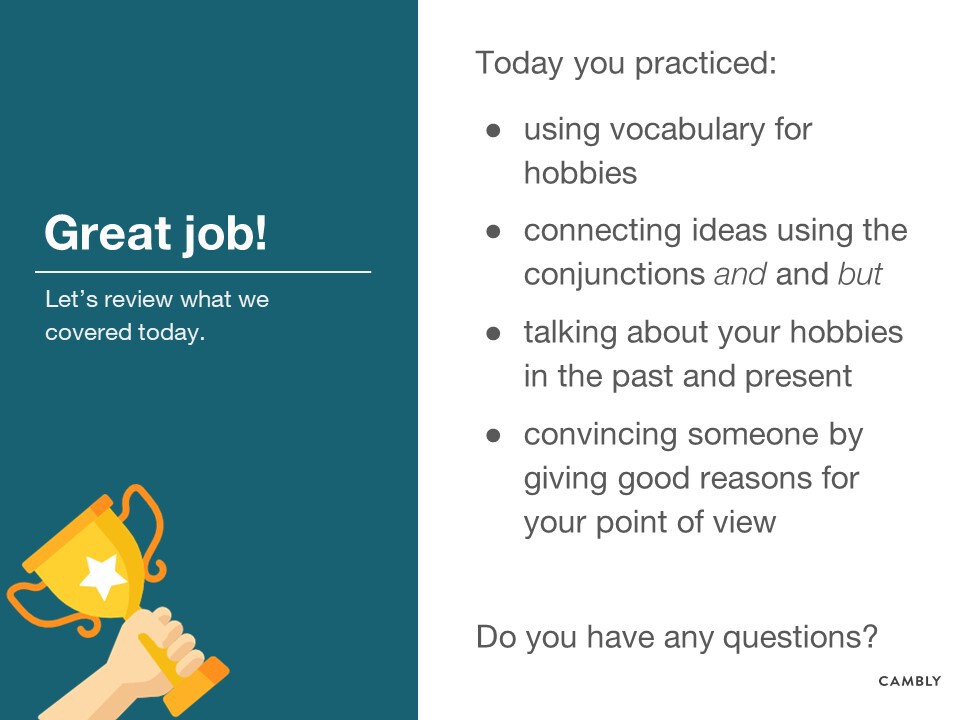 Great job!
Let’s review what we
covered today.
Today you practiced:
● using vocabulary for
hobbies
● connecting ideas using the
conjunctions and and but
● talking about your hobbies
in the past and present
● convincing someone by
giving good reasons for
your point of view
Do you have any questions?
CAMBLY